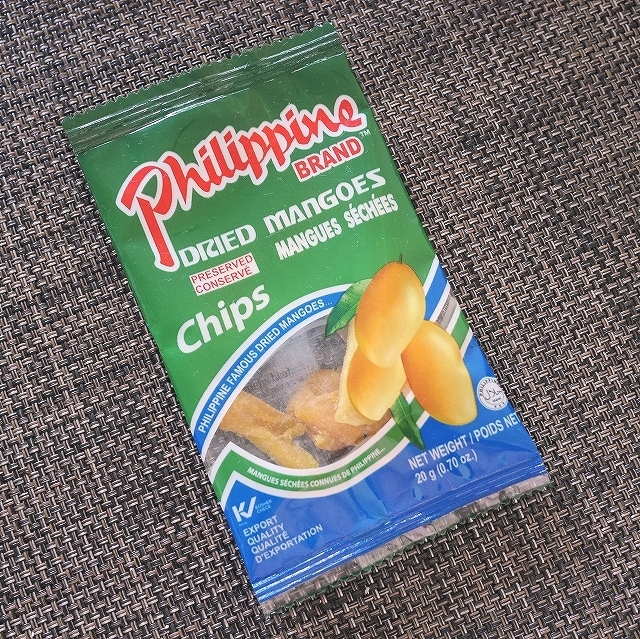 Philippine
BRAND™
DRIED MANGOES
MANGUES SÉCHÉES
PRESERVED
CONSERVE
Chips
PHILIPPINE FAMOUS DRIED MANGOES...
MANGUES SÉCHÉES CONNUES DE PHILIPPINE...
NET WEIGHT / POIDS NET
20 g (0.70 oz.)
EXPORT
QUALITY
QUALITÉ
D'EXPORTATION